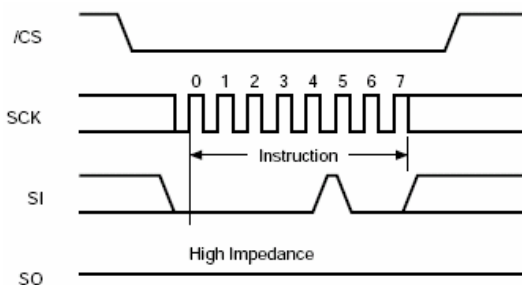 /CS
0 1 2 3 4 5 6 7
SCK
Instruction
SI
High Impedance
SO